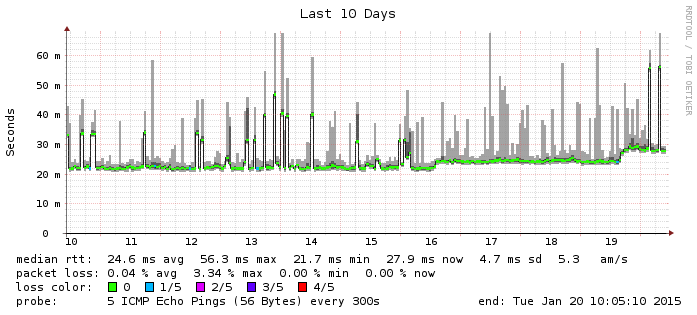 Last 10 Days
RRDTOOL / TOBI OETIKER
Seconds
60 m
50 m
40 m
30 m
20 m
10 m
0
10 11 12 13 14 15 16 17 18 19
median rtt: 24.6 ms avg 56.3 ms max 21.7 ms min 27.9 ms now 4.7 ms sd 5.3 am/s
packet loss: 0.04 % avg 3.34 % max 0.00 % min 0.00 % now
loss color: 0 1/5 2/5 3/5 4/5
probe: 5 ICMP Echo Pings (56 Bytes) every 300s end: Tue Jan 20 10:05:10 2015